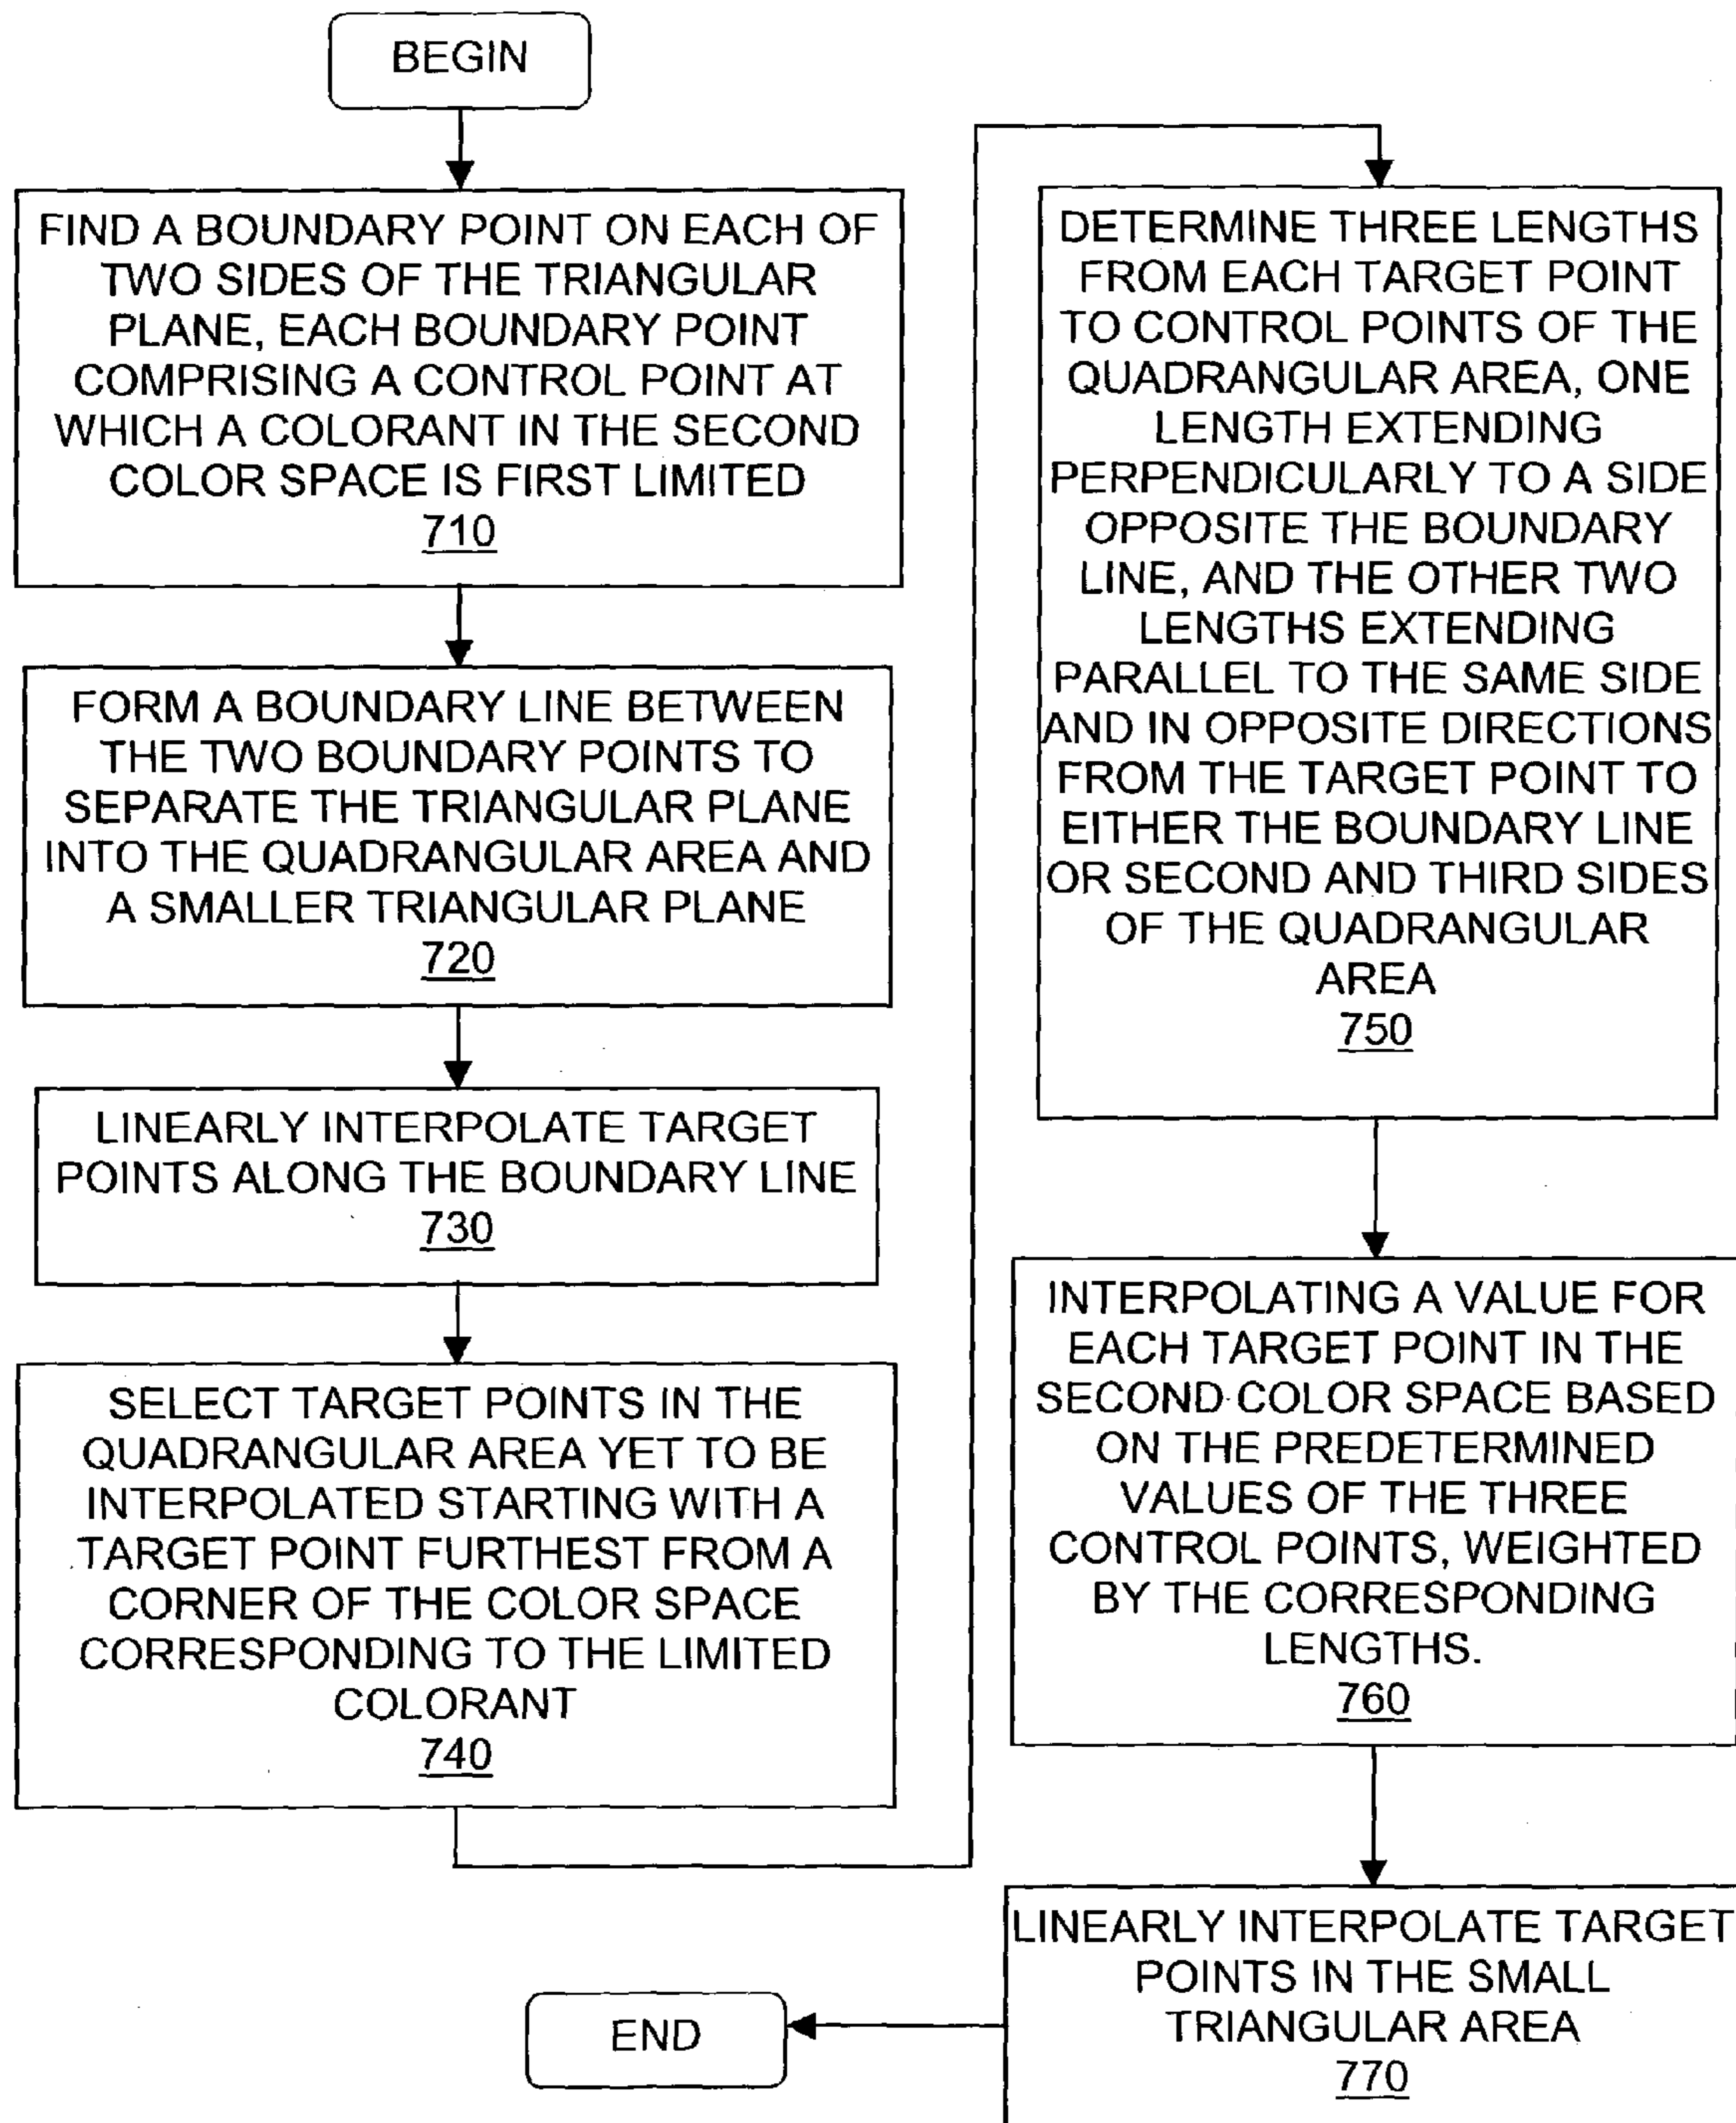 BEGIN
FIND A BOUNDARY POINT ON EACH OF
TWO SIDES OF THE TRIANGULAR
PLANE, EACH BOUNDARY POINT
COMPRISING A CONTROL POINT AT
WHICH A COLORANT IN THE SECOND
COLOR SPACE IS FIRST LIMITED
710
FORM A BOUNDARY LINE BETWEEN
THE TWO BOUNDARY POINTS TO
SEPARATE THE TRIANGULAR PLANE
INTO THE QUADRANGULAR AREA AND
A SMALLER TRIANGULAR PLANE
720
LINEARLY INTERPOLATE TARGET
POINTS ALONG THE BOUNDARY LINE
730
SELECT TARGET POINTS IN THE
QUADRANGULAR AREA YET TO BE
INTERPOLATED STARTING WITH A
TARGET POINT FURTHEST FROM A
CORNER OF THE COLOR SPACE
CORRESPONDING TO THE LIMITED
COLORANT
740
DETERMINE THREE LENGTHS
FROM EACH TARGET POINT
TO CONTROL POINTS OF THE
QUADRANGULAR AREA, ONE
LENGTH EXTENDING
PERPENDICULARLY TO A SIDE
OPPOSITE THE BOUNDARY
LINE, AND THE OTHER TWO
LENGTHS EXTENDING
PARALLEL TO THE SAME SIDE
AND IN OPPOSITE DIRECTIONS
FROM THE TARGET POINT TO
EITHER THE BOUNDARY LINE
OR SECOND AND THIRD SIDES
OF THE QUADRANGULAR
AREA
750
INTERPOLATING A VALUE FOR
EACH TARGET POINT IN THE
SECOND COLOR SPACE BASED
ON THE PREDETERMINED
VALUES OF THE THREE
CONTROL POINTS, WEIGHTED
BY THE CORRESPONDING
LENGTHS.
760
LINEARLY INTERPOLATE TARGET
POINTS IN THE SMALL
TRIANGULAR AREA
770
END